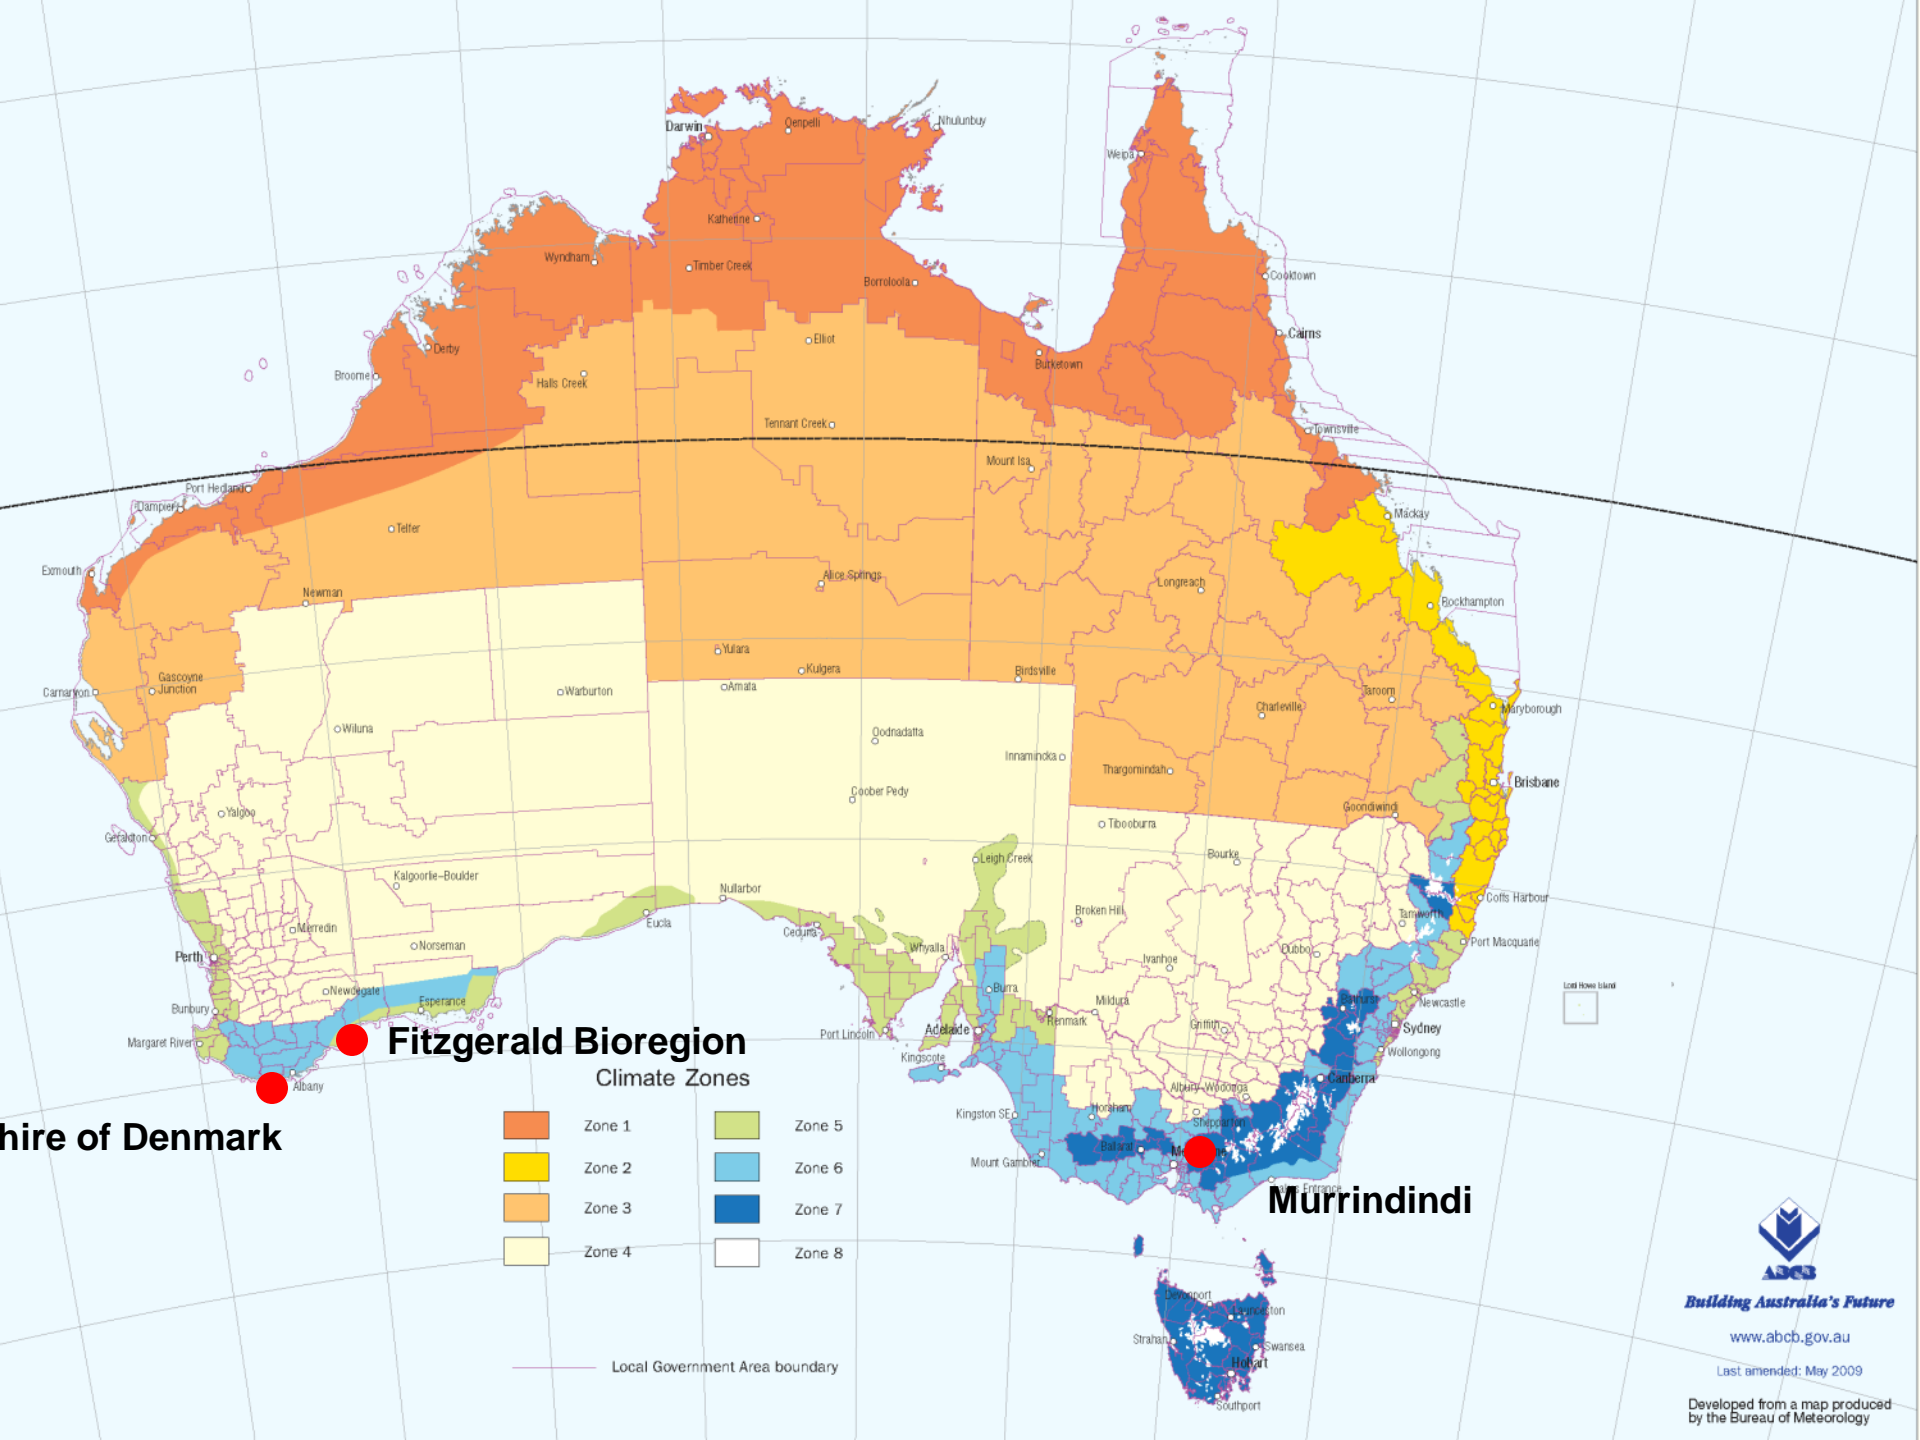 Darwin
Oenpelli
Nhulunbuy
Weipa
Katherine
Wyndham
Timber Creek
Borroloola
Cooktown
Cairns
Elliot
Derby
Broome
Halls Creek
Burketown
Tennant Creek
Townsville
Mount Isa
Port Hedland
Dampier
Telfer
Mackay
Exmouth
Newman
Alice Springs
Longreach
Rockhampton
Yulara
Kulgera
Birdsville
Gascoyne
Junction
Carnarvon
Warburton
Amata
Charleville
Taroom
Maryborough
Wiluna
Oodnadatta
Innamincka
Thargomindah
Brisbane
Coober Pedy
Goondiwindi
Yalgoo
Geraldton
Tibooburra
Leigh Creek
Bourke
Kalgoorlie-Boulder
Nullarbor
Coffs Harbour
Broken Hill
Tamworth
Merredin
Eucla
Ceduna
Port Macquarie
Norseman
Whyalla
Dubbo
Perth
Ivanhoe
Newdegate
Burra
Bathurst
Esperance
Mildura
Newcastle
Bunbury
Renmark
Griffith
Sydney
Port Lincoln
Adelaide
Margaret River
Wollongong
Fitzgerald Bioregion
Kingscote
Climate Zones
Canberra
Albany
Albury-Wodonga
Kingston SE
Horsham
Shepparton
hire of Denmark
Ballarat
Mount Gambier
Entrance
Murrindindi
Zone 1
Zone 5
Zone 2
Zone 6
Zone 3
Zone 7
Zone 4
Zone 8
Lord Howe Island
Devonport
Launceston
Strahan
Swansea
Hobart
Southport
Local Government Area boundary
ABCB
Building Australia's Future
www.abcb.gov.au
Last amended: May 2009
Developed from a map produced
by the Bureau of Meteorology